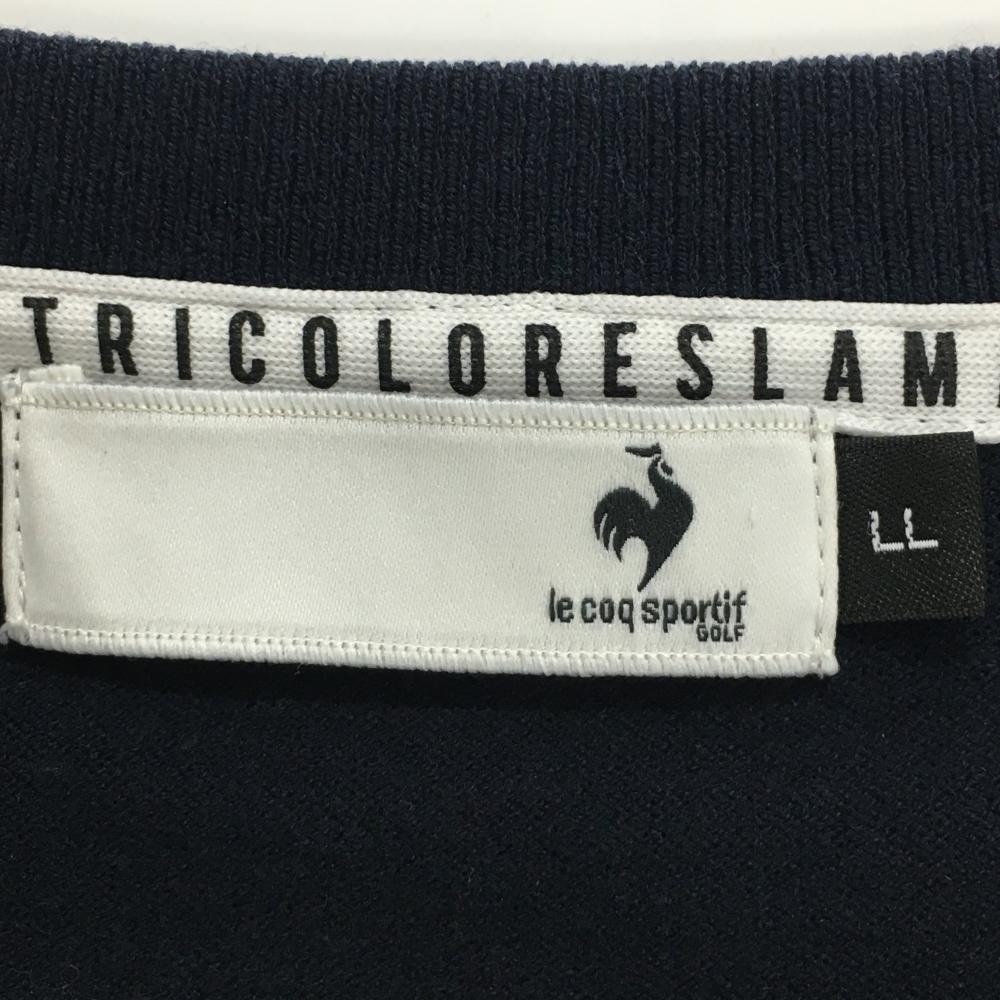 TRICOLORESLAM
le coq sportif
GOLF
LL